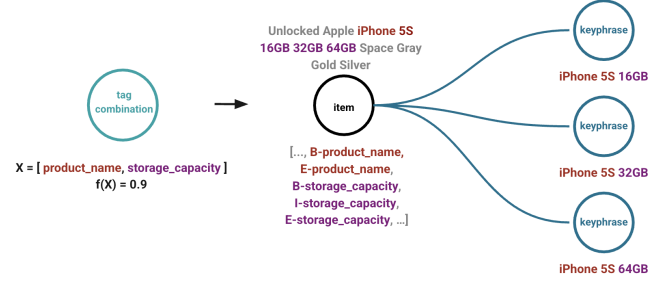 tag
combination
X = [ product_name, storage_capacity ]
f(X) = 0.9
Unlocked Apple iPhone 5S
16GB 32GB 64GB Space Gray
Gold Silver
item
[..., B-product_name,
E-product_name,
B-storage_capacity,
I-storage_capacity,
E-storage_capacity, ...]
keyphrase
iPhone 5S 16GB
keyphrase
iPhone 5S 32GB
keyphrase
iPhone 5S 64GB